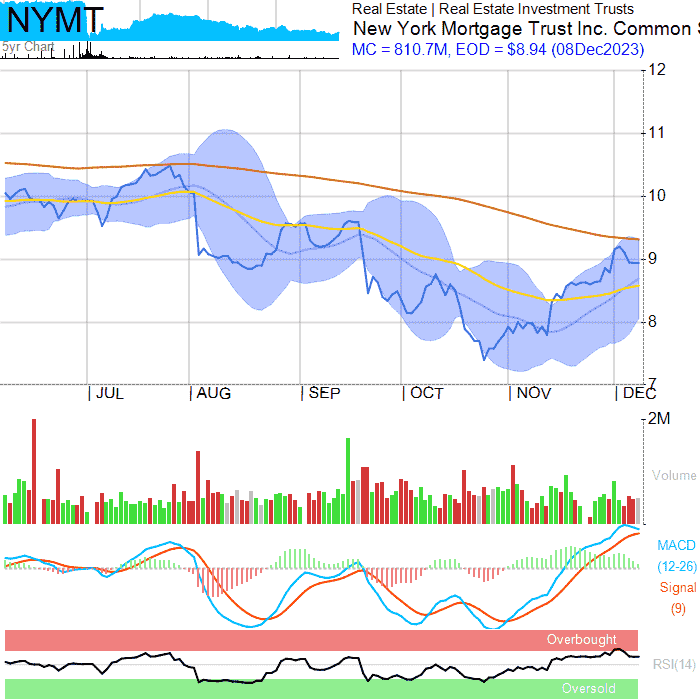 NYMT
5yr Chart
Real Estate | Real Estate Investment Trusts
New York Mortgage Trust Inc. Common S
MC = 810.7M, EOD = $8.94 (08Dec2023)
12
11
10
9
8
7
JUL
AUG
SEP
OCT
NOV
DEC
2M
Volume
MACD
(12-26)
Signal
(9)
Overbought
RSI(14)
Oversold